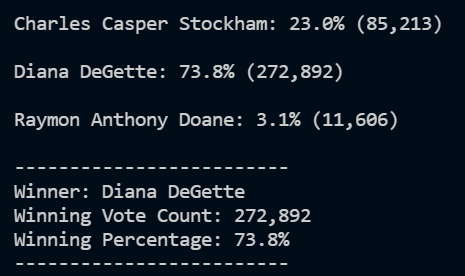 Charles Casper Stockham: 23.0% (85,213)
Diana DeGette: 73.8% (272,892)
Raymon Anthony Doane: 3.1% (11,606)
-------------------------
Winner: Diana DeGette
Winning Vote Count: 272,892
Winning Percentage: 73.8%
-------------------------